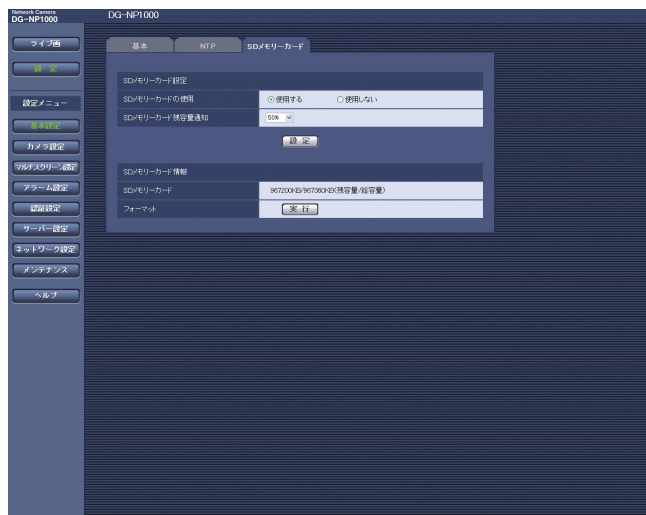 Network Camera
DG-NP1000
DG-NP1000
ライブ画
設 定
設定メニュー
基本設定
カメラ設定
マルチスクリーン設定
アラーム設定
認証設定
サーバー設定
ネットワーク設定
メンテナンス
ヘルプ
基本
NTP
SDメモリーカード
SDメモリーカード設定
SDメモリーカードの使用
使用する
使用しない
SDメモリーカード残容量通知
50%
設 定
SDメモリーカード情報
SDメモリーカード
967200KB/967360KB(残容量/総容量)
フォーマット
実 行